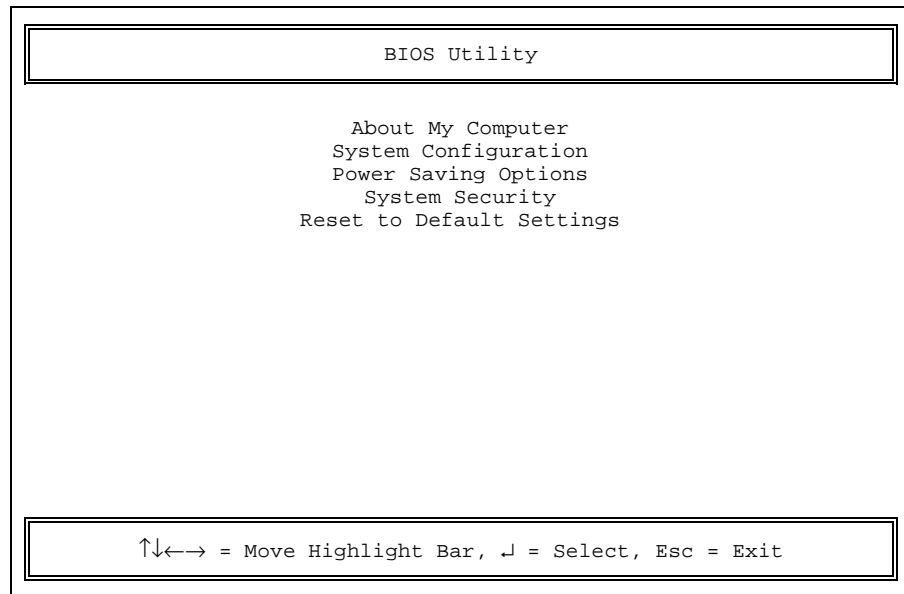 BIOS Utility
About My Computer
System Configuration
Power Saving Options
System Security
Reset to Default Settings
↑↓←→ = Move Highlight Bar, ↵ = Select, Esc = Exit